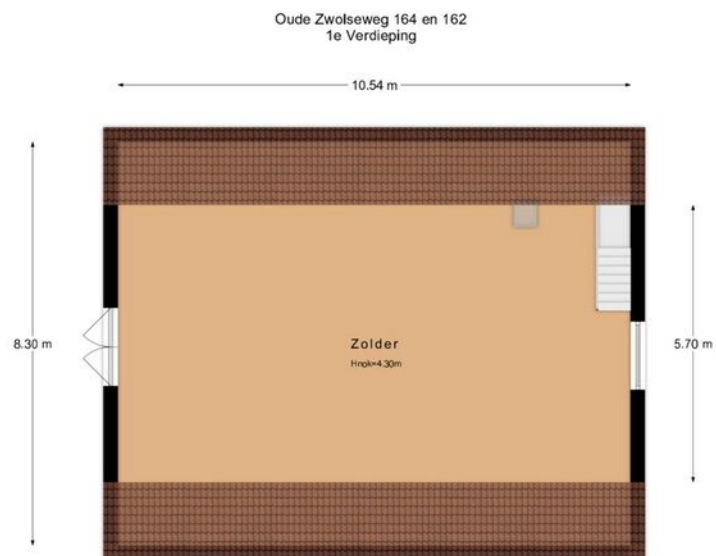 Oude Zwolseweg 164 en 162
1e Verdieping
10.54 m
8.30 m
5.70 m
Zolder
Hnok=4.30m